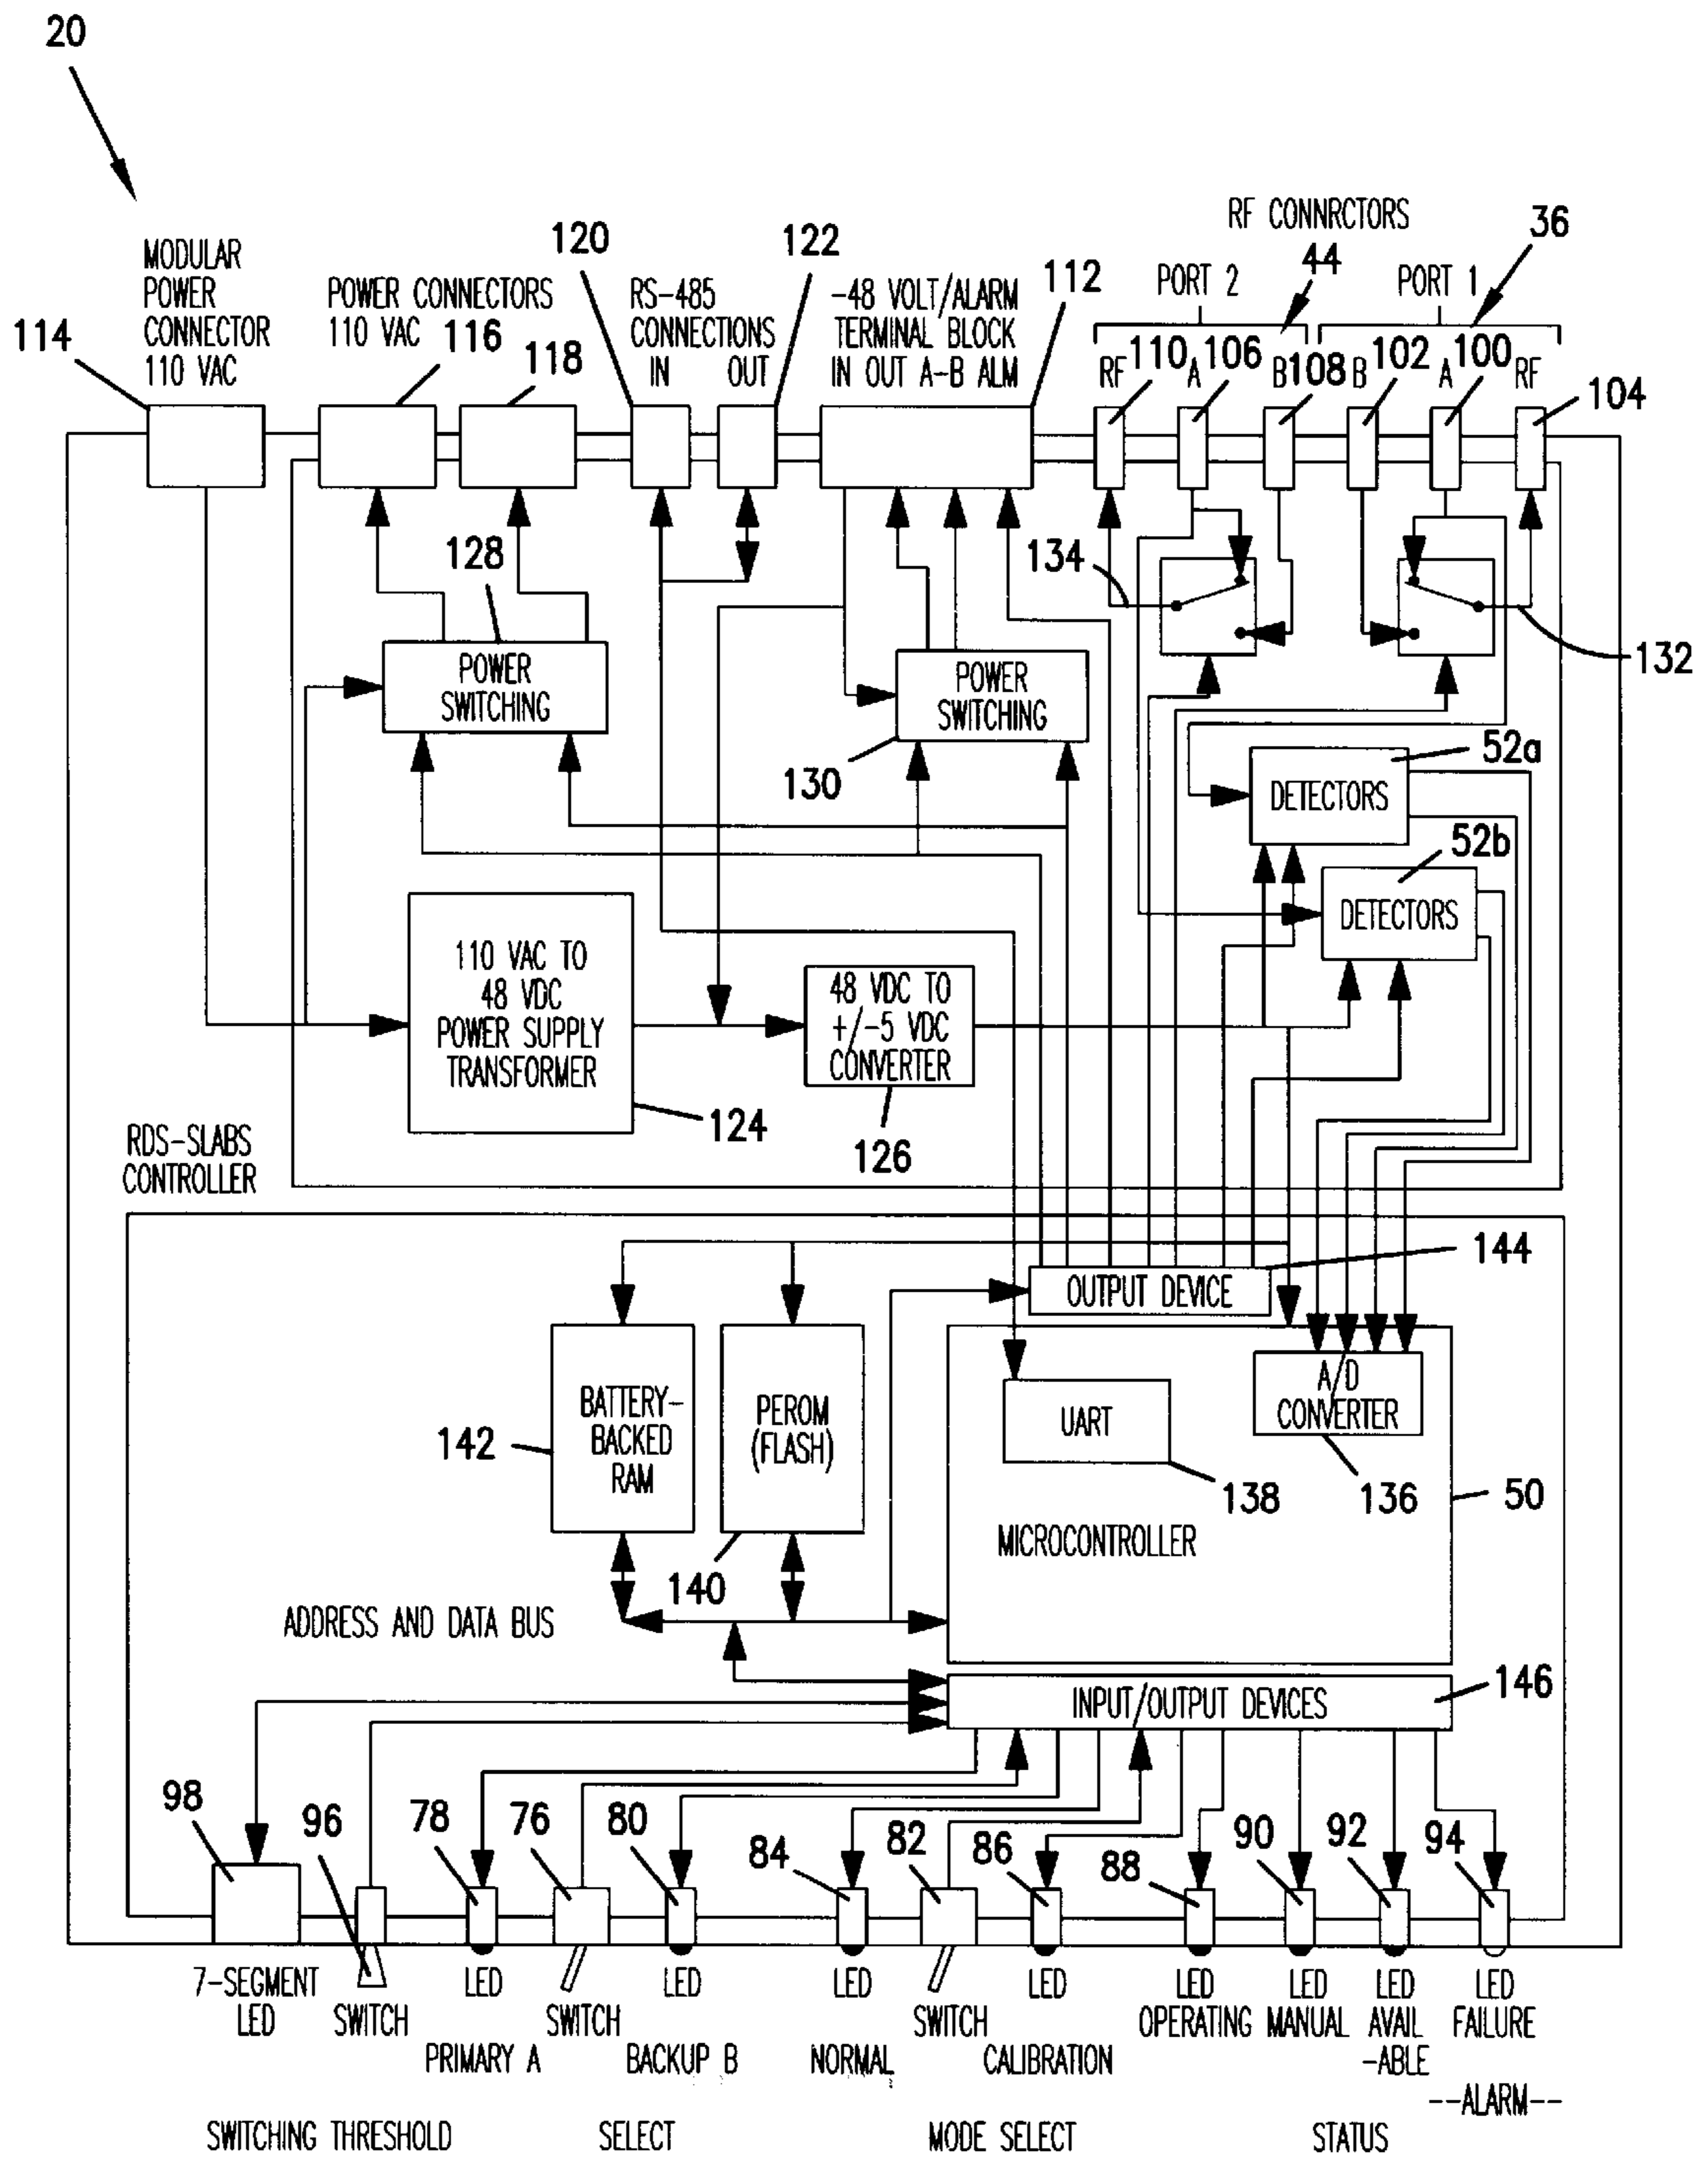 20
RF CONNRCTORS
36
120
122
44
MODULAR
POWER
CONNECTOR
110 VAC
114
POWER CONNECTORS
110 VAC
116
118
RS-485
CONNECTIONS
IN OUT
-48 VOLT/ALARM
TERMINAL BLOCK
IN OUT A-B ALM
112
PORT 2
PORT 1
RF 110 A 106 B 108 B 102 A 100 RF
104
134
132
128
POWER
SWITCHING
POWER
SWITCHING
130
52a
DETECTORS
52b
DETECTORS
110 VAC TO
48 VDC
POWER SUPPLY
TRANSFORMER
124
48 VDC TO
+/-5 VDC
CONVERTER
126
RDS-SLABS
CONTROLLER
144
OUTPUT DEVICE
BATTERY-
BACKED
RAM
142
PEROM
(FLASH)
140
UART
138
A/D
CONVERTER
136
50
MICROCONTROLLER
ADDRESS AND DATA BUS
INPUT/OUTPUT DEVICES
146
98
96
78
76
80
84
82
86
88
90
92
94
7-SEGMENT
LED
SWITCH
LED
SWITCH
LED
LED
SWITCH
LED
LED
LED
LED
LED
OPERATING MANUAL AVAIL FAILURE
PRIMARY A BACKUP B NORMAL CALIBRATION -ABLE
--ALARM--
SWITCHING THRESHOLD SELECT MODE SELECT STATUS